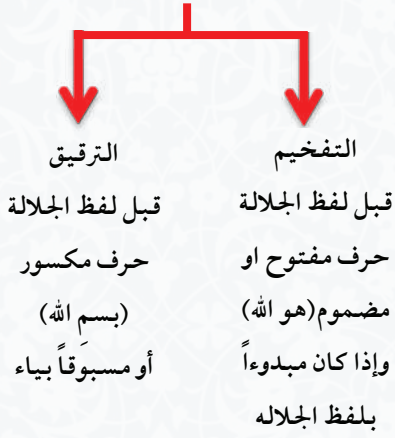 التفخيم
قبل لفظ الجلالة
حرف مفتوح او
مضموم(هو الله)
وإذا كان مبدوءاً
بلفظ الجلاله
الترقيق
قبل لفظ الجلالة
حرف مكسور
(بسم الله)
أو مسبوَقاً بياء